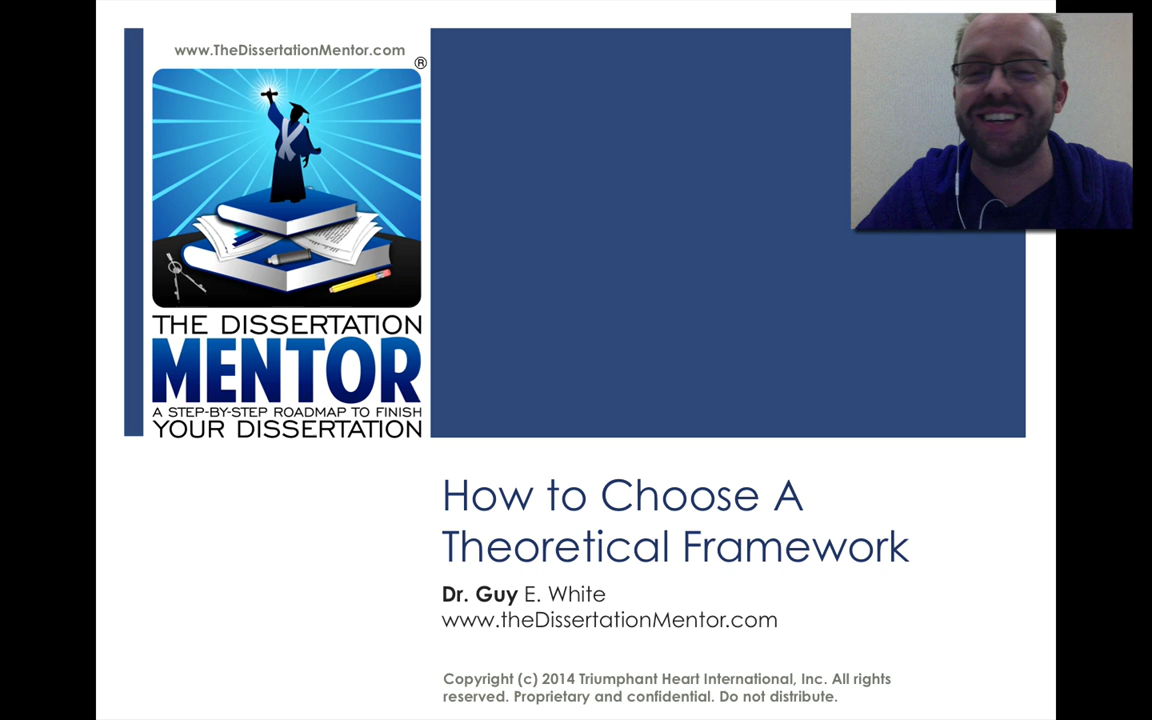 www.TheDissertationMentor.com
®
THE DISSERTATION
MENTOR
A STEP-BY-STEP ROADMAP TO FINISH
YOUR DISSERTATION
How to Choose A
Theoretical Framework
Dr. Guy E. White
www.theDissertationMentor.com
Copyright (c) 2014 Triumphant Heart International, Inc. All rights
reserved. Proprietary and confidential. Do not distribute.